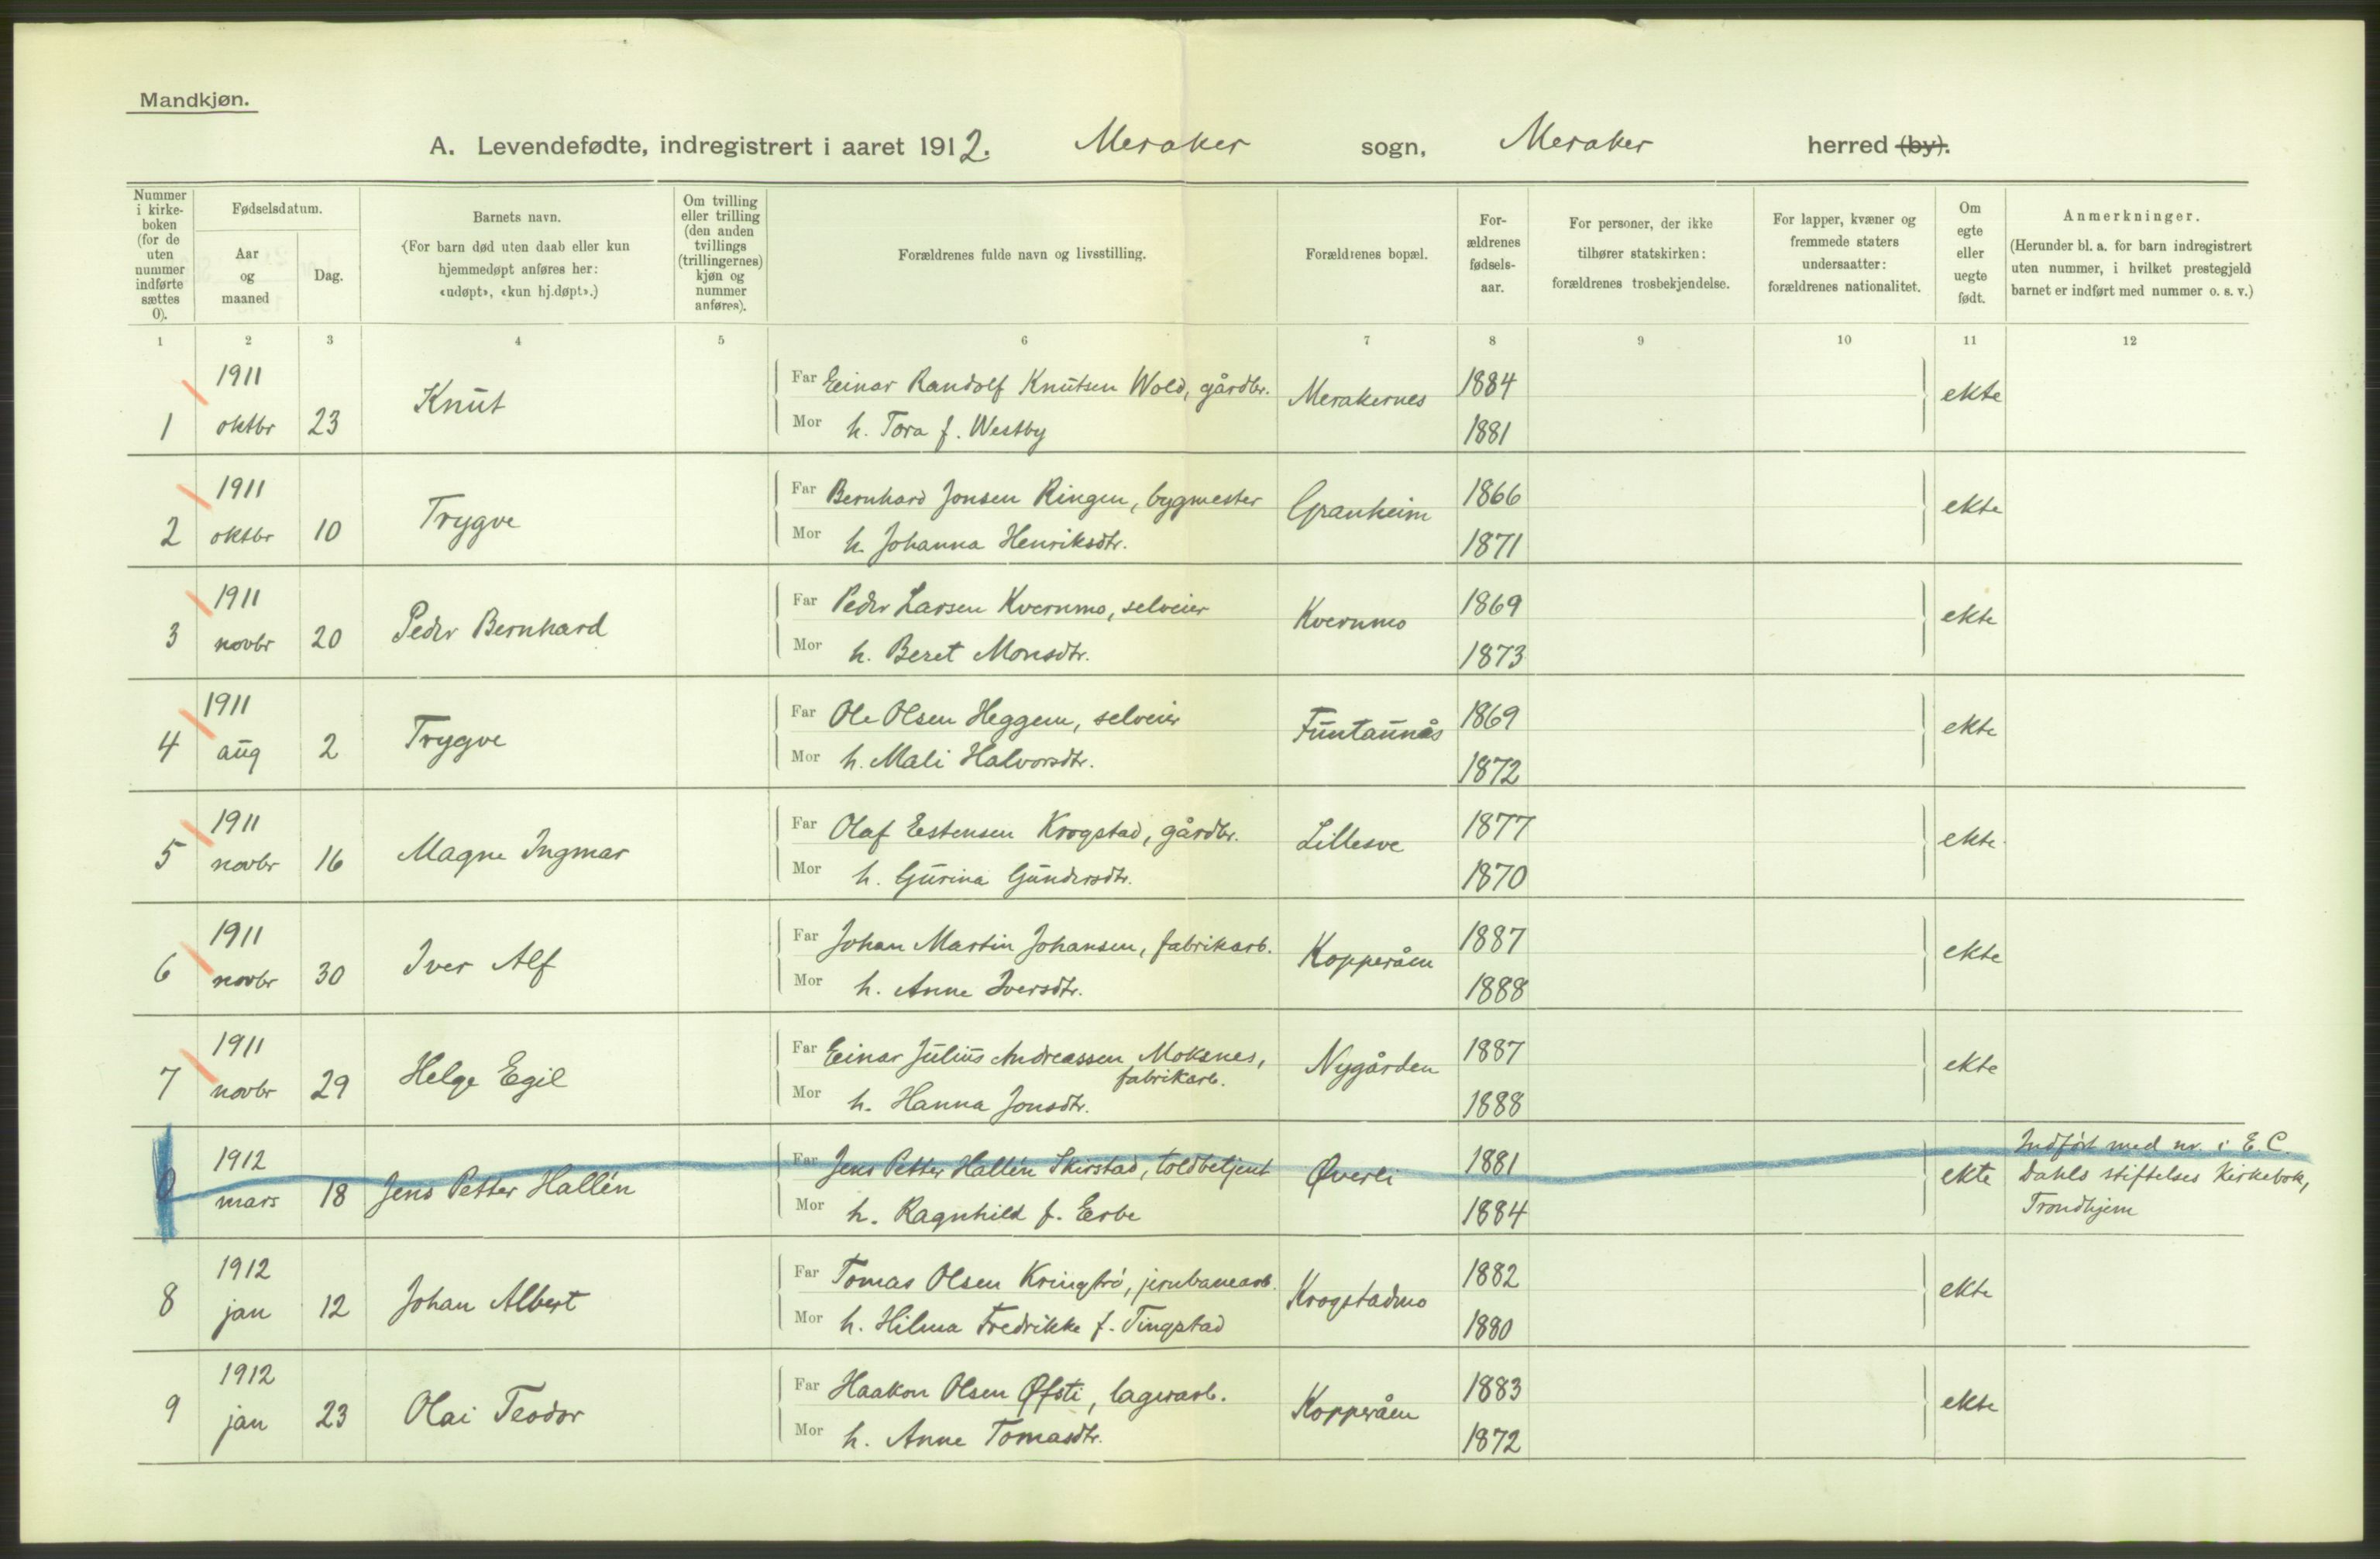 Mandkjøn.
A. Levendefødte, indregistrert i aaret 1912. Meraker sogn, Meraker herred (by).
Nummer i kirke-boken (for de uten nummer indførte sættes 0).
Fødselsdatum.
Aar og maaned
Dag.
Barnets navn.
(For barn død uten daab eller kun hjemmedøpt anføres her: «udøpt», «kun hj.døpt».)
Om tvilling eller trilling (den anden tvillings (trillingernes) kjøn og nummer anføres).
Forældrenes fulde navn og livsstilling.
Forældrenes bopæl.
For-ældrenes fødsels-aar.
For personer, der ikke tilhører statskirken: forældrenes trosbekjendelse.
For lapper, kvæner og fremmede staters undersaatter: forældrenes nationalitet.
Om egte eller uegte født.
Anmerkninger.
(Herunder bl. a. for barn indregistrert uten nummer, i hvilket prestegjeld barnet er indført med nummer o. s. v.)
1 2 3 4 5 6 7 8 9 10 11 12
1 1911 oktbr 23 Knut Far Einar Randolf Knutsen Wold, gårdbr. Merakernes 1884 ekte
Mor h. Tora f. Westby 1881
2 1911 oktbr 10 Trygve Far Bernhard Jonsen Ringen, bygmester Granheim 1866 ekte
Mor h. Johanna Henriksdtr. 1871
3 1911 novbr 20 Peder Bernhard Far Peder Larsen Kvernmo, selveier Kvernmo 1869 ekte
Mor h. Beret Monsdtr. 1873
4 1911 aug 2 Trygve Far Ole Olsen Heggem, selveier Funtaunås 1869 ekte
Mor h. Mali Halvorsdtr. 1872
5 1911 novbr 16 Magne Ingmar Far Olaf Estensen Krogstad, gårdbr. Lillesve 1877 ekte
Mor h. Gurina Gundersdtr. 1870
6 1911 novbr 30 Iver Alf Far Johan Martin Johansen, fabrikarb. Kopperåen 1887 ekte
Mor h. Anne Iversdtr. 1888
7 1911 novbr 29 Helge Egil Far Einar Julius Andreassen Moksnes, fabrikarb. Nygården 1887 ekte
Mor h. Hanna Jonsdtr. 1888
0 1912 mars 18 Jens Petter Hallén Far Jens Petter Hallén Skirstad, toldbetjent Øverli 1881 ekte Indført med nr. i E. C. Dahls stiftelses Kirkebok, Trondhjem
Mor h. Ragnhild f. Erbe 1884
8 1912 jan 12 Johan Albert Far Tomas Olsen Kringtrö, jernbanearb. Krogstadmo 1882 ekte
Mor h. Hilma Fredrikke f. Tingstad 1880
9 1912 jan 23 Olai Teodor Far Haakon Olsen Øfsti, lagerarb. Kopperåen 1883 ekte
Mor h. Anne Tomasdtr. 1872